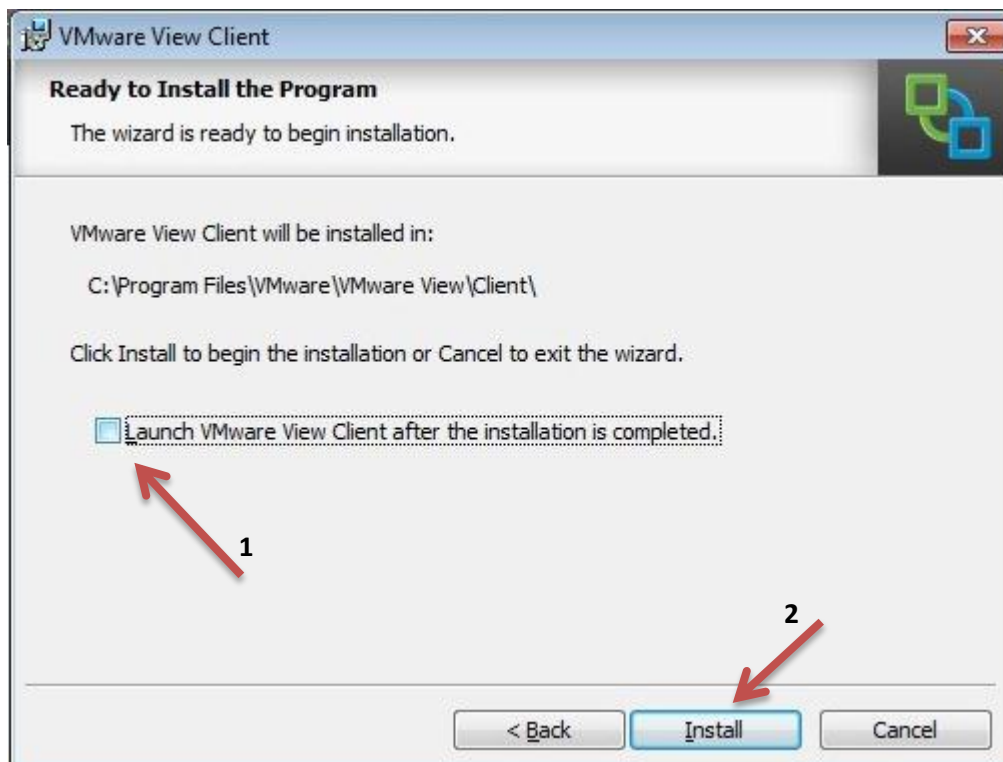 VMware View Client
Ready to Install the Program
The wizard is ready to begin installation.
VMware View Client will be installed in:
C:\Program Files\VMware\VMware View\Client\
Click Install to begin the installation or Cancel to exit the wizard.
Launch VMware View Client after the installation is completed.
1
2
< Back Install Cancel